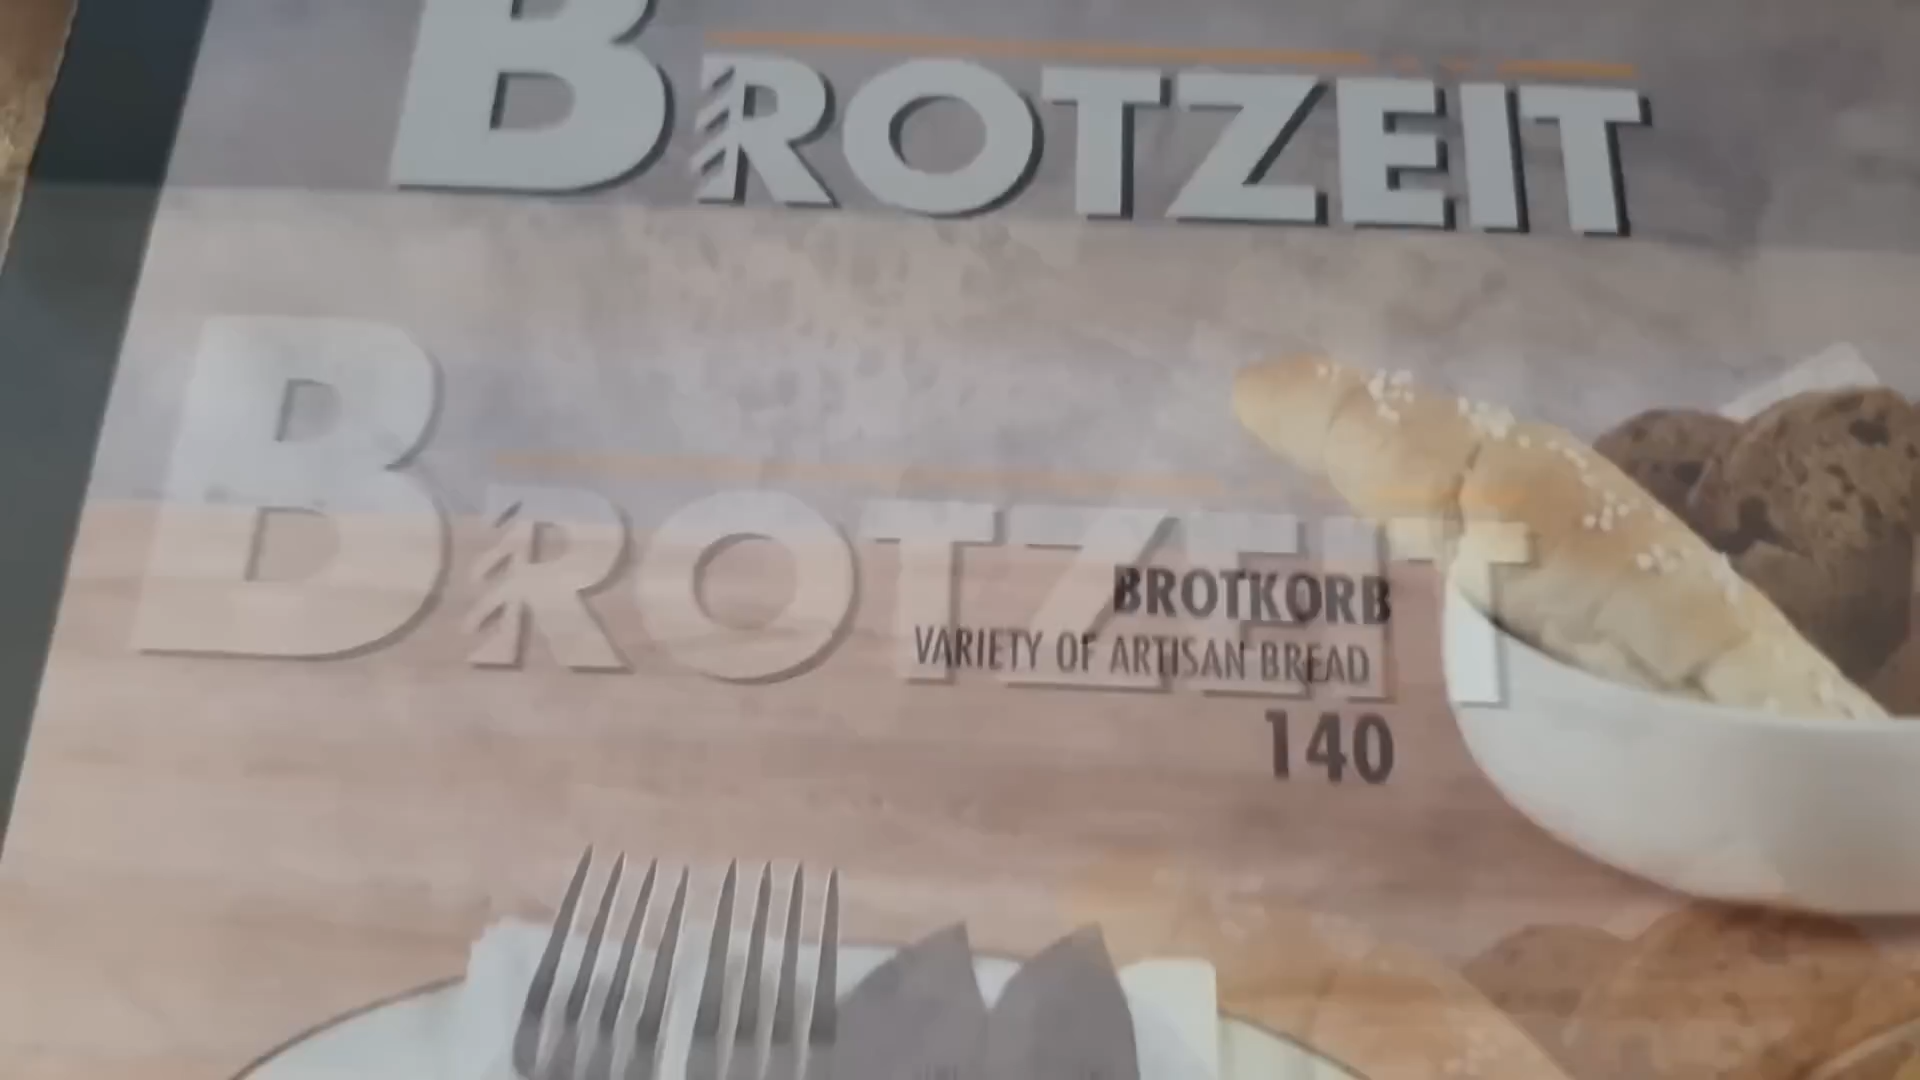 BROTZEIT
BROTZEIT
BROTKORB
VARIETY OF ARTISAN BREAD
140